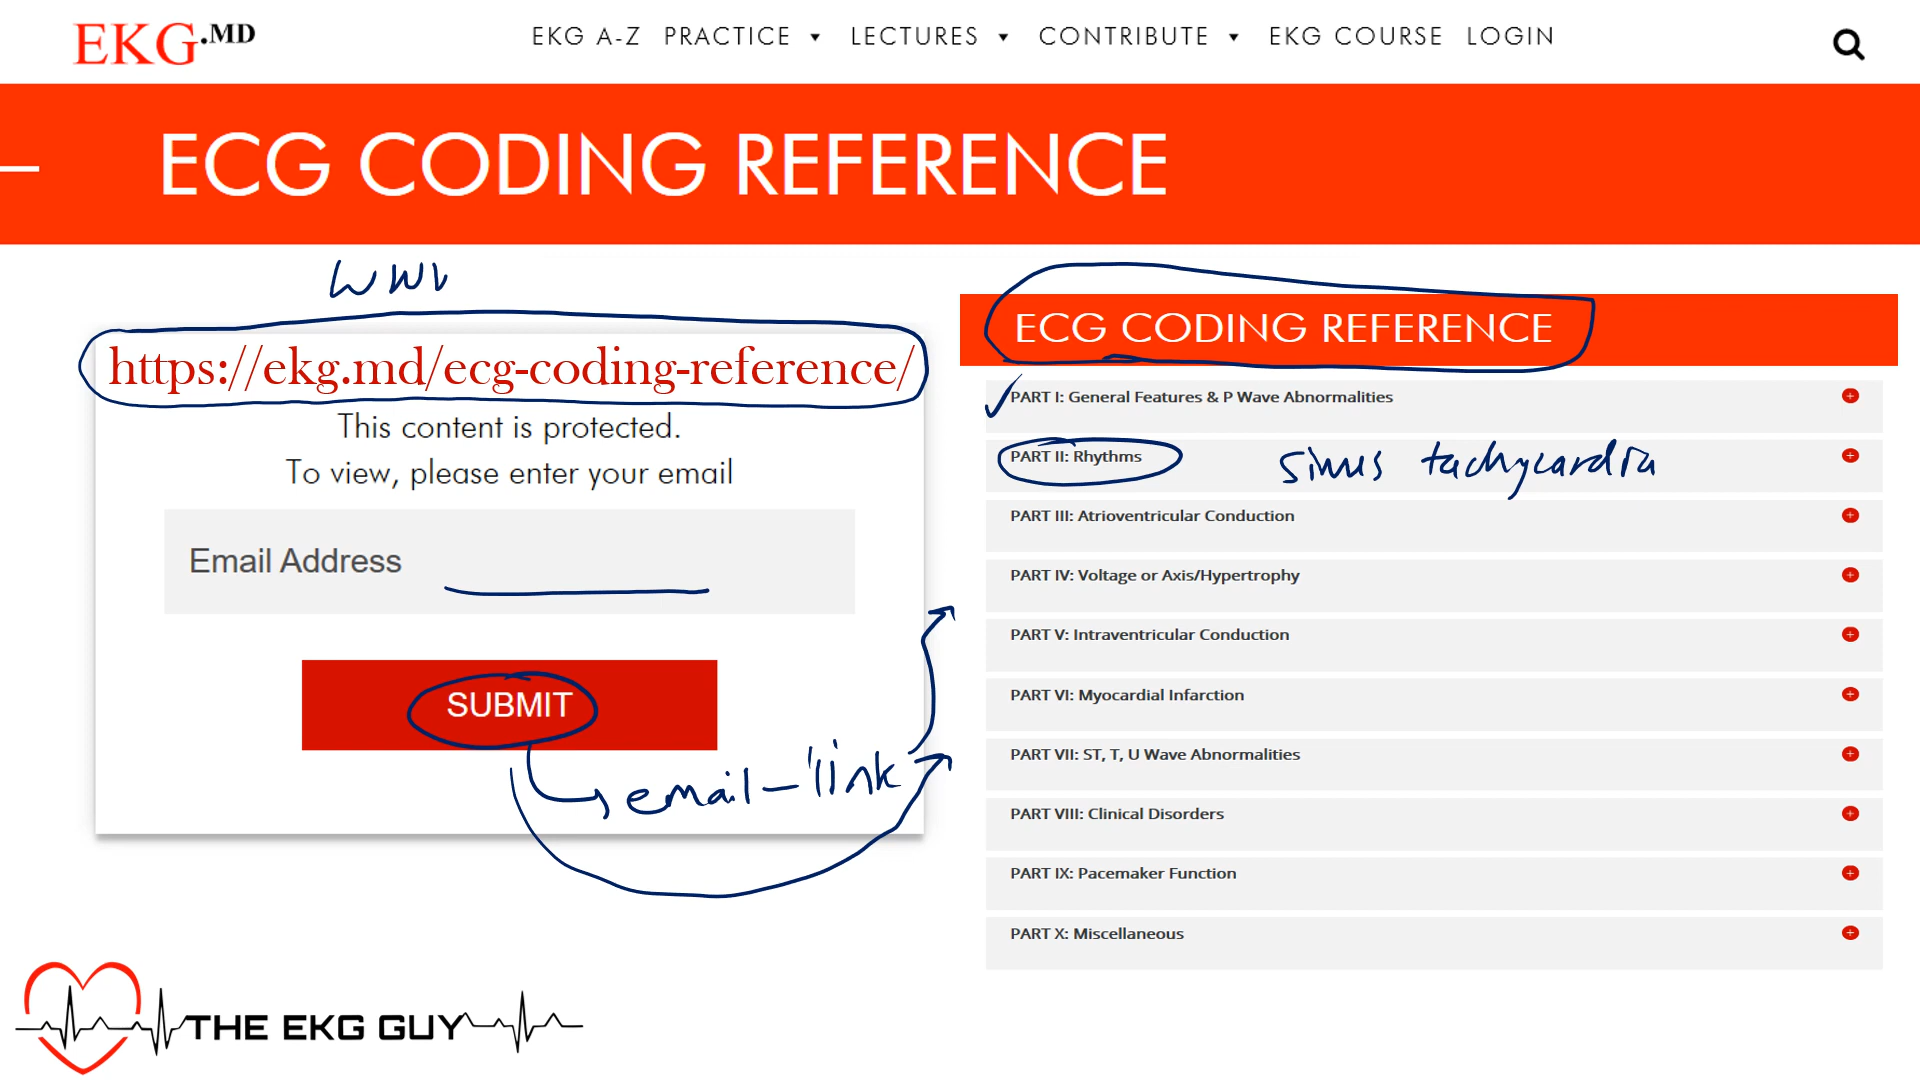 EKG.MD
EKG A-Z PRACTICE LECTURES CONTRIBUTE EKG COURSE LOGIN
ECG CODING REFERENCE
https://ekg.md/ecg-coding-reference/
This content is protected.
To view, please enter your email
Email Address
SUBMIT
email - link
ECG CODING REFERENCE
PART I: General Features & P Wave Abnormalities
PART II: Rhythms sinus tachycardia
PART III: Atrioventricular Conduction
PART IV: Voltage or Axis/Hypertrophy
PART V: Intraventricular Conduction
PART VI: Myocardial Infarction
PART VII: ST, T, U Wave Abnormalities
PART VIII: Clinical Disorders
PART IX: Pacemaker Function
PART X: Miscellaneous
THE EKG GUY